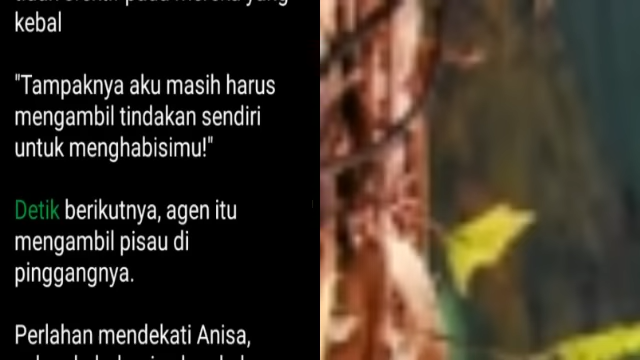 kebal
"Tampaknya aku masih harus
mengambil tindakan sendiri
untuk menghabisimu!"
Detik berikutnya, agen itu
mengambil pisau di
pinggangnya.
Perlahan mendekati Anisa,